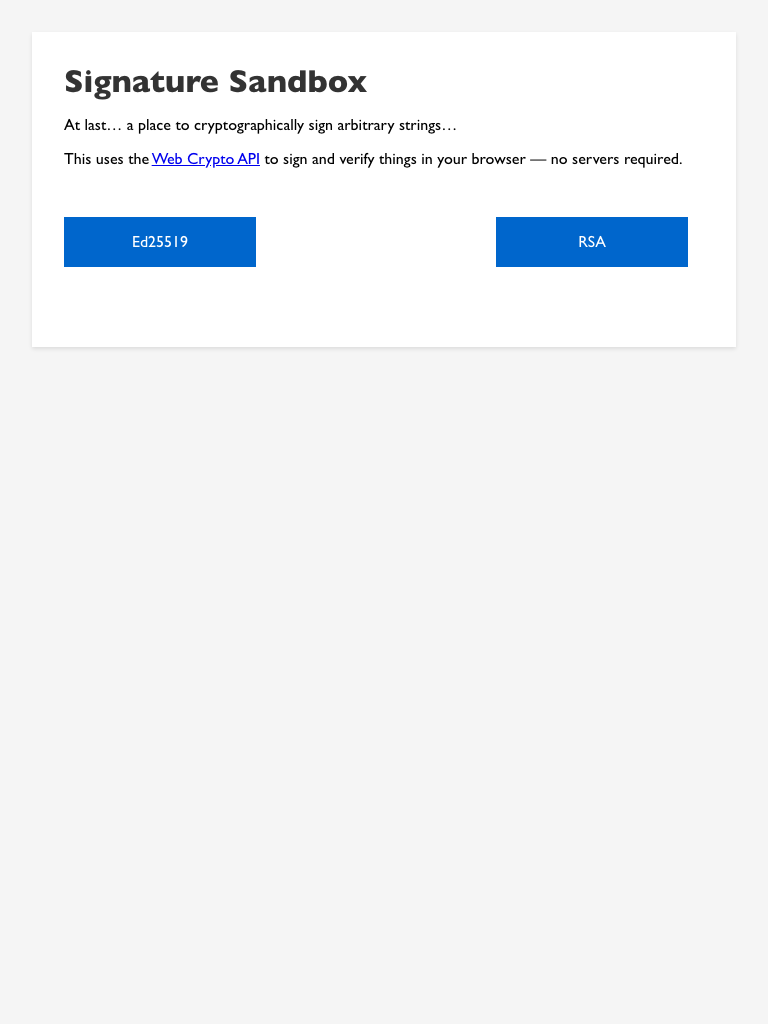 Signature Sandbox
At last… a place to cryptographically sign arbitrary strings…
This uses the Web Crypto API to sign and verify things in your browser — no servers required.
Ed25519
RSA